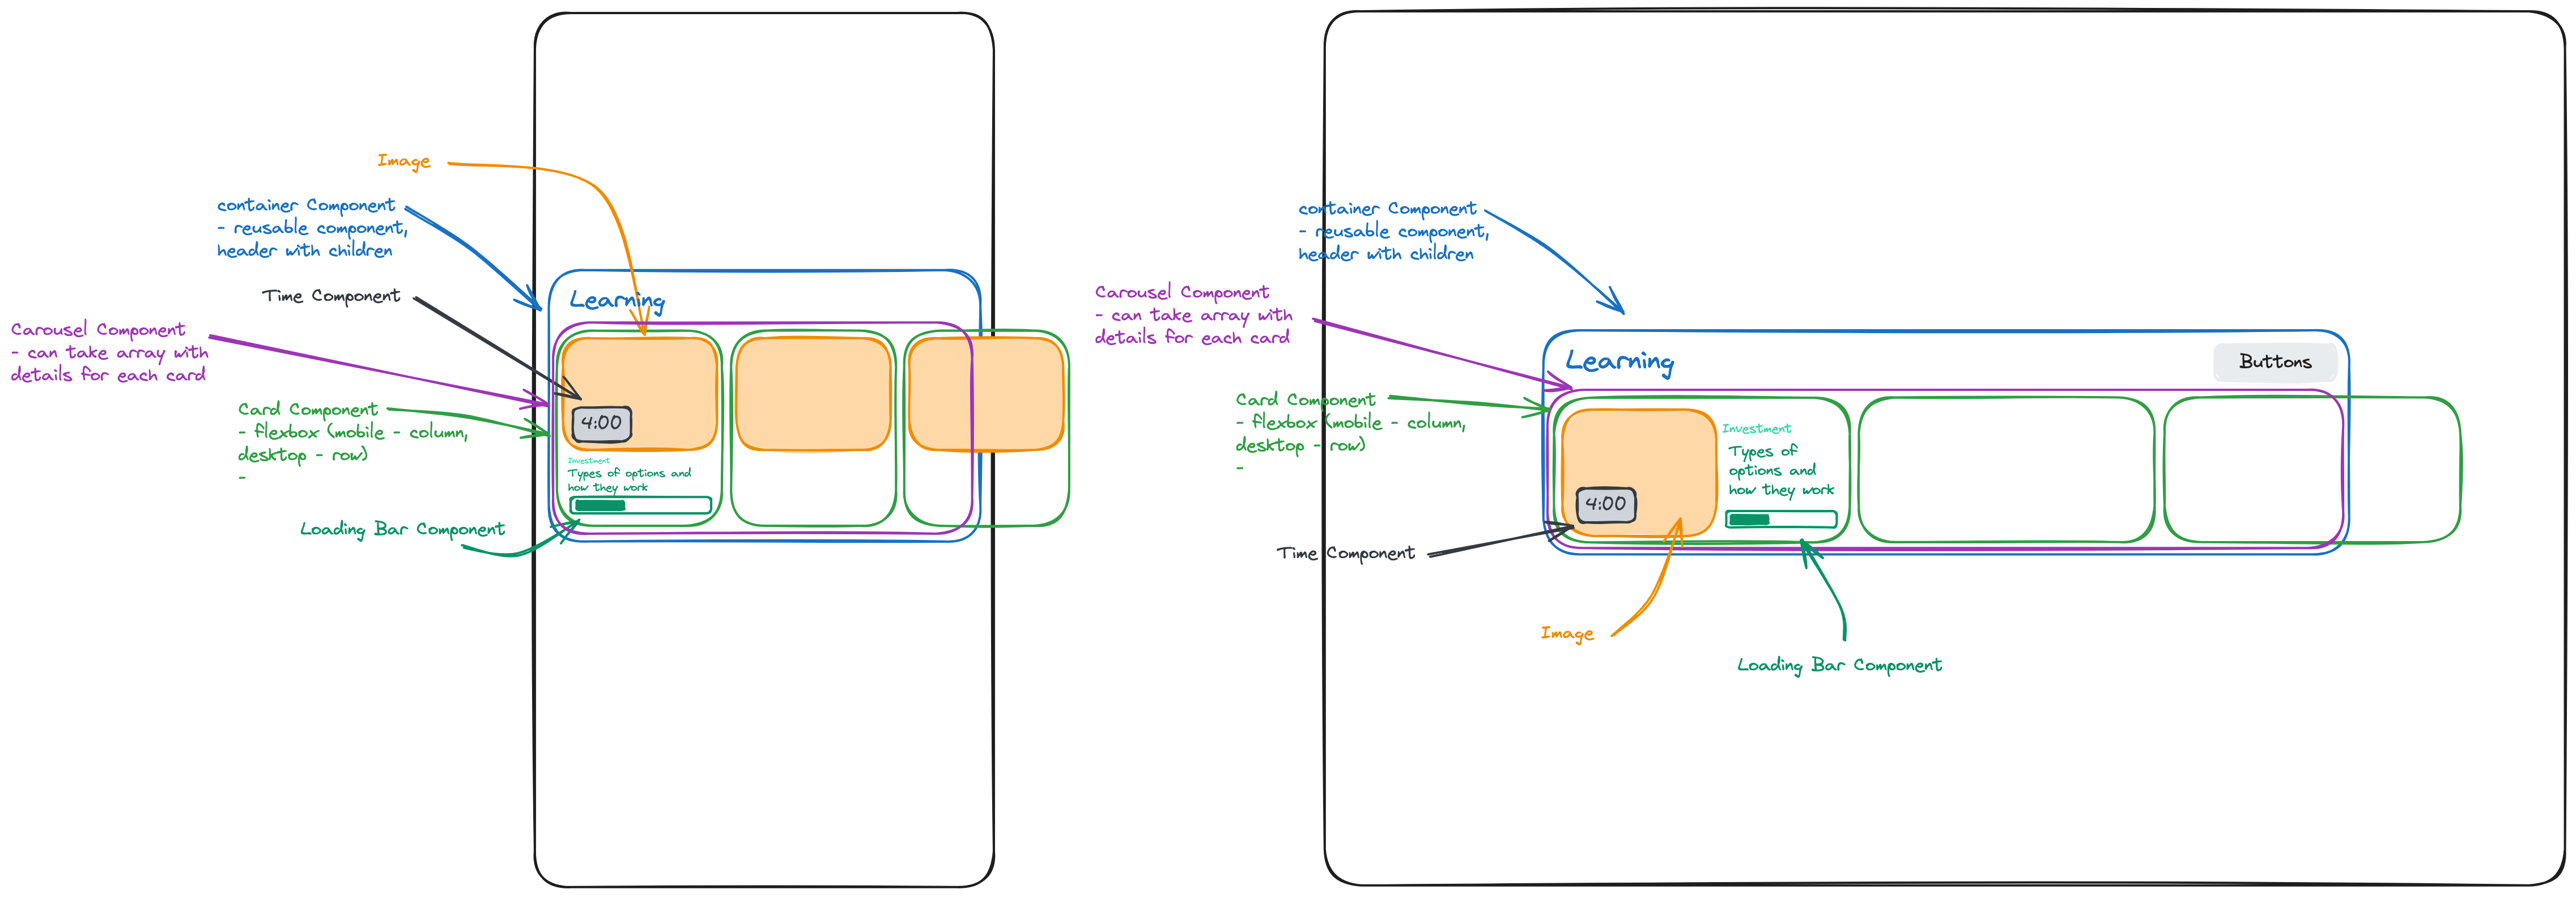 Image
container Component
- reusable component,
header with children
Time Component
Carousel Component
- can take array with
details for each card
Card Component
- flexbox (mobile - column,
desktop - row)
-
Loading Bar Component
Learning
4:00
Investment
Types of options and
how they work
container Component
- reusable component,
header with children
Carousel Component
- can take array with
details for each card
Card Component
- flexbox (mobile - column,
desktop - row)
-
Time Component
Image
Loading Bar Component
Learning
Buttons
4:00
Investment
Types of
options and
how they work